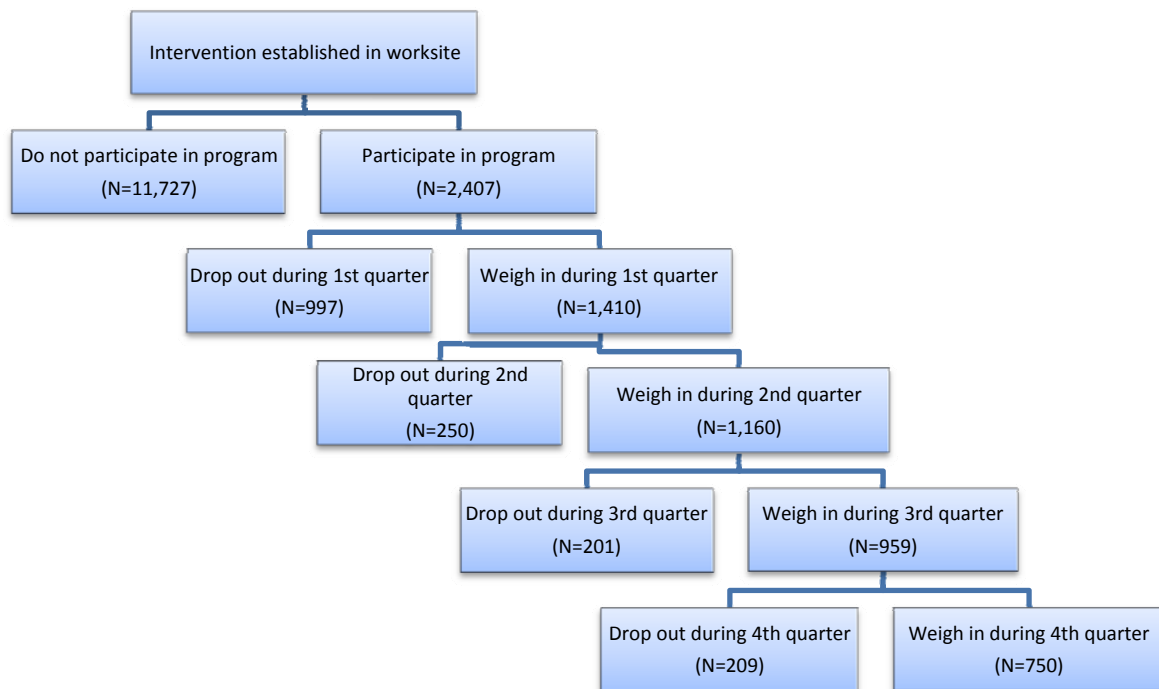 Intervention established in worksite
Do not participate in program
(N=11,727)
Participate in program
(N=2,407)
Drop out during 1st quarter
(N=997)
Weigh in during 1st quarter
(N=1,410)
Drop out during 2nd
quarter
(N=250)
Weigh in during 2nd quarter
(N=1,160)
Drop out during 3rd quarter
(N=201)
Weigh in during 3rd quarter
(N=959)
Drop out during 4th quarter
(N=209)
Weigh in during 4th quarter
(N=750)